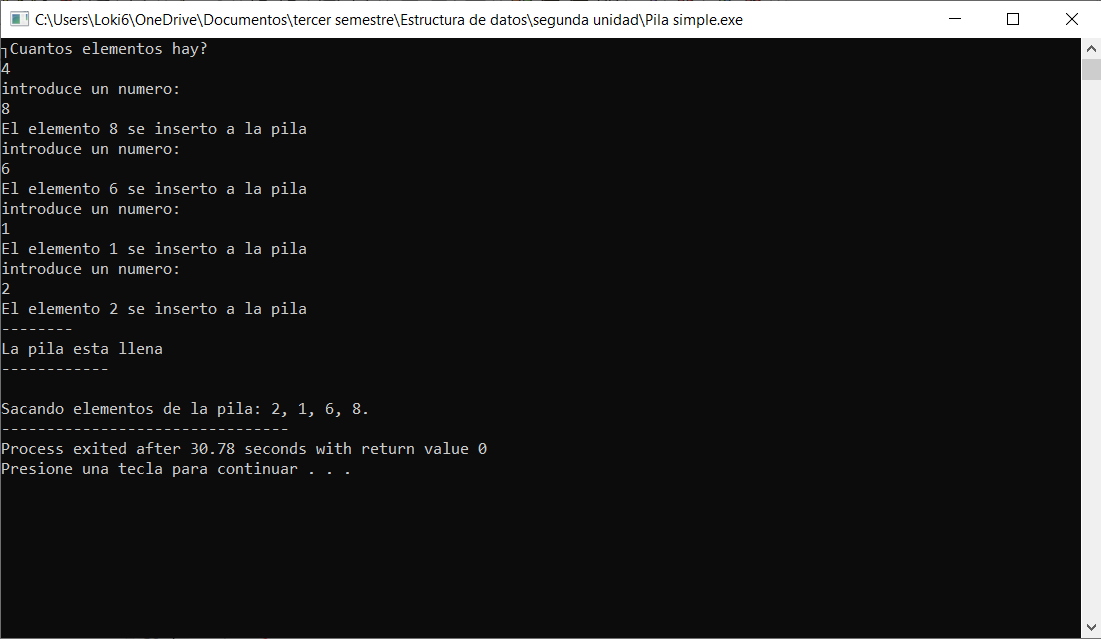 C:\Users\Loki6\OneDrive\Documentos\tercer semestre\Estructura de datos\segunda unidad\Pila simple.exe
┐Cuantos elementos hay?
4
introduce un numero:
8
El elemento 8 se inserto a la pila
introduce un numero:
6
El elemento 6 se inserto a la pila
introduce un numero:
1
El elemento 1 se inserto a la pila
introduce un numero:
2
El elemento 2 se inserto a la pila
--------
La pila esta llena
------------
Sacando elementos de la pila: 2, 1, 6, 8.
--------------------------------
Process exited after 30.78 seconds with return value 0
Presione una tecla para continuar . . .